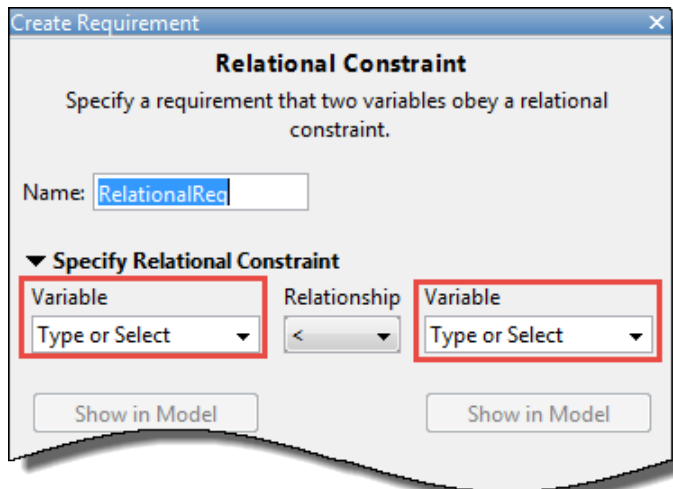 Create Requirement
Relational Constraint
Specify a requirement that two variables obey a relational
constraint.
Name: RelationalReq
Specify Relational Constraint
Variable Relationship Variable
Type or Select < Type or Select
Show in Model Show in Model